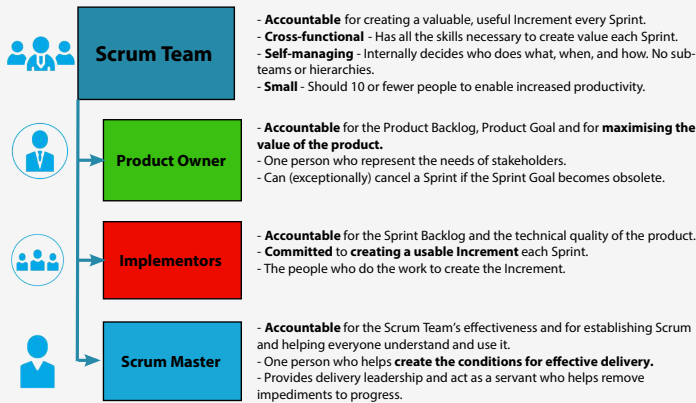 Scrum Team
- Accountable for creating a valuable, useful Increment every Sprint.
- Cross-functional - Has all the skills necessary to create value each Sprint.
- Self-managing - Internally decides who does what, when, and how. No sub-
teams or hierarchies.
- Small - Should 10 or fewer people to enable increased productivity.
Product Owner
- Accountable for the Product Backlog, Product Goal and for maximising the
value of the product.
- One person who represent the needs of stakeholders.
- Can (exceptionally) cancel a Sprint if the Sprint Goal becomes obsolete.
Implementors
- Accountable for the Sprint Backlog and the technical quality of the product.
- Committed to creating a usable Increment each Sprint.
- The people who do the work to create the Increment.
Scrum Master
- Accountable for the Scrum Team's effectiveness and for establishing Scrum
and helping everyone understand and use it.
- One person who helps create the conditions for effective delivery.
- Provides delivery leadership and act as a servant who helps remove
impediments to progress.